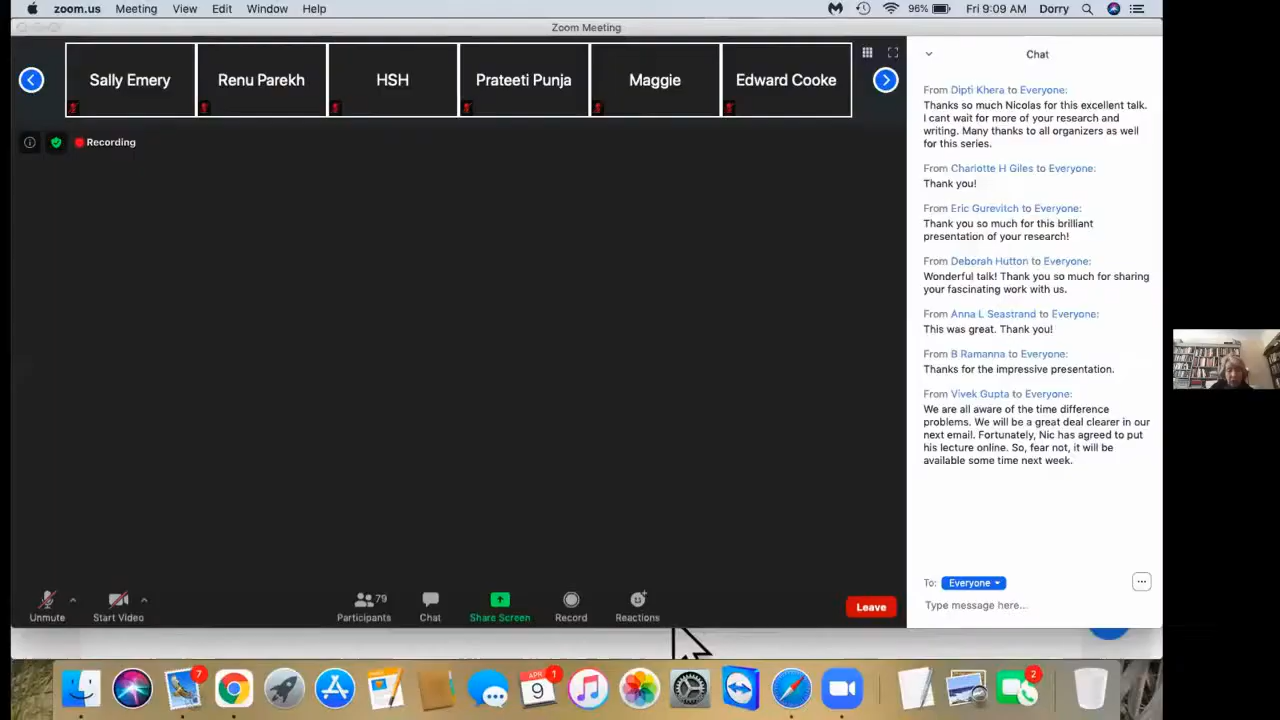 zoom.us Meeting View Edit Window Help 96% Fri 9:09 AM Dorry
Zoom Meeting
Sally Emery Renu Parekh HSH Prateeti Punja Maggie Edward Cooke
Recording
Chat
From Dipti Khera to Everyone:
Thanks so much Nicolas for this excellent talk.
I cant wait for more of your research and
writing. Many thanks to all organizers as well
for this series.
From Charlotte H Giles to Everyone:
Thank you!
From Eric Gurevitch to Everyone:
Thank you so much for this brilliant
presentation of your research!
From Deborah Hutton to Everyone:
Wonderful talk! Thank you so much for sharing
your fascinating work with us.
From Anna L Seastrand to Everyone:
This was great. Thank you!
From B Ramanna to Everyone:
Thanks for the impressive presentation.
From Vivek Gupta to Everyone:
We are all aware of the time difference
problems. We will be a great deal clearer in our
next email. Fortunately, Nic has agreed to put
his lecture online. So, fear not, it will be
available some time next week.
To: Everyone
Type message here...
79
Unmute Start Video Participants Chat Share Screen Record Reactions Leave
7 APR 9 1 2